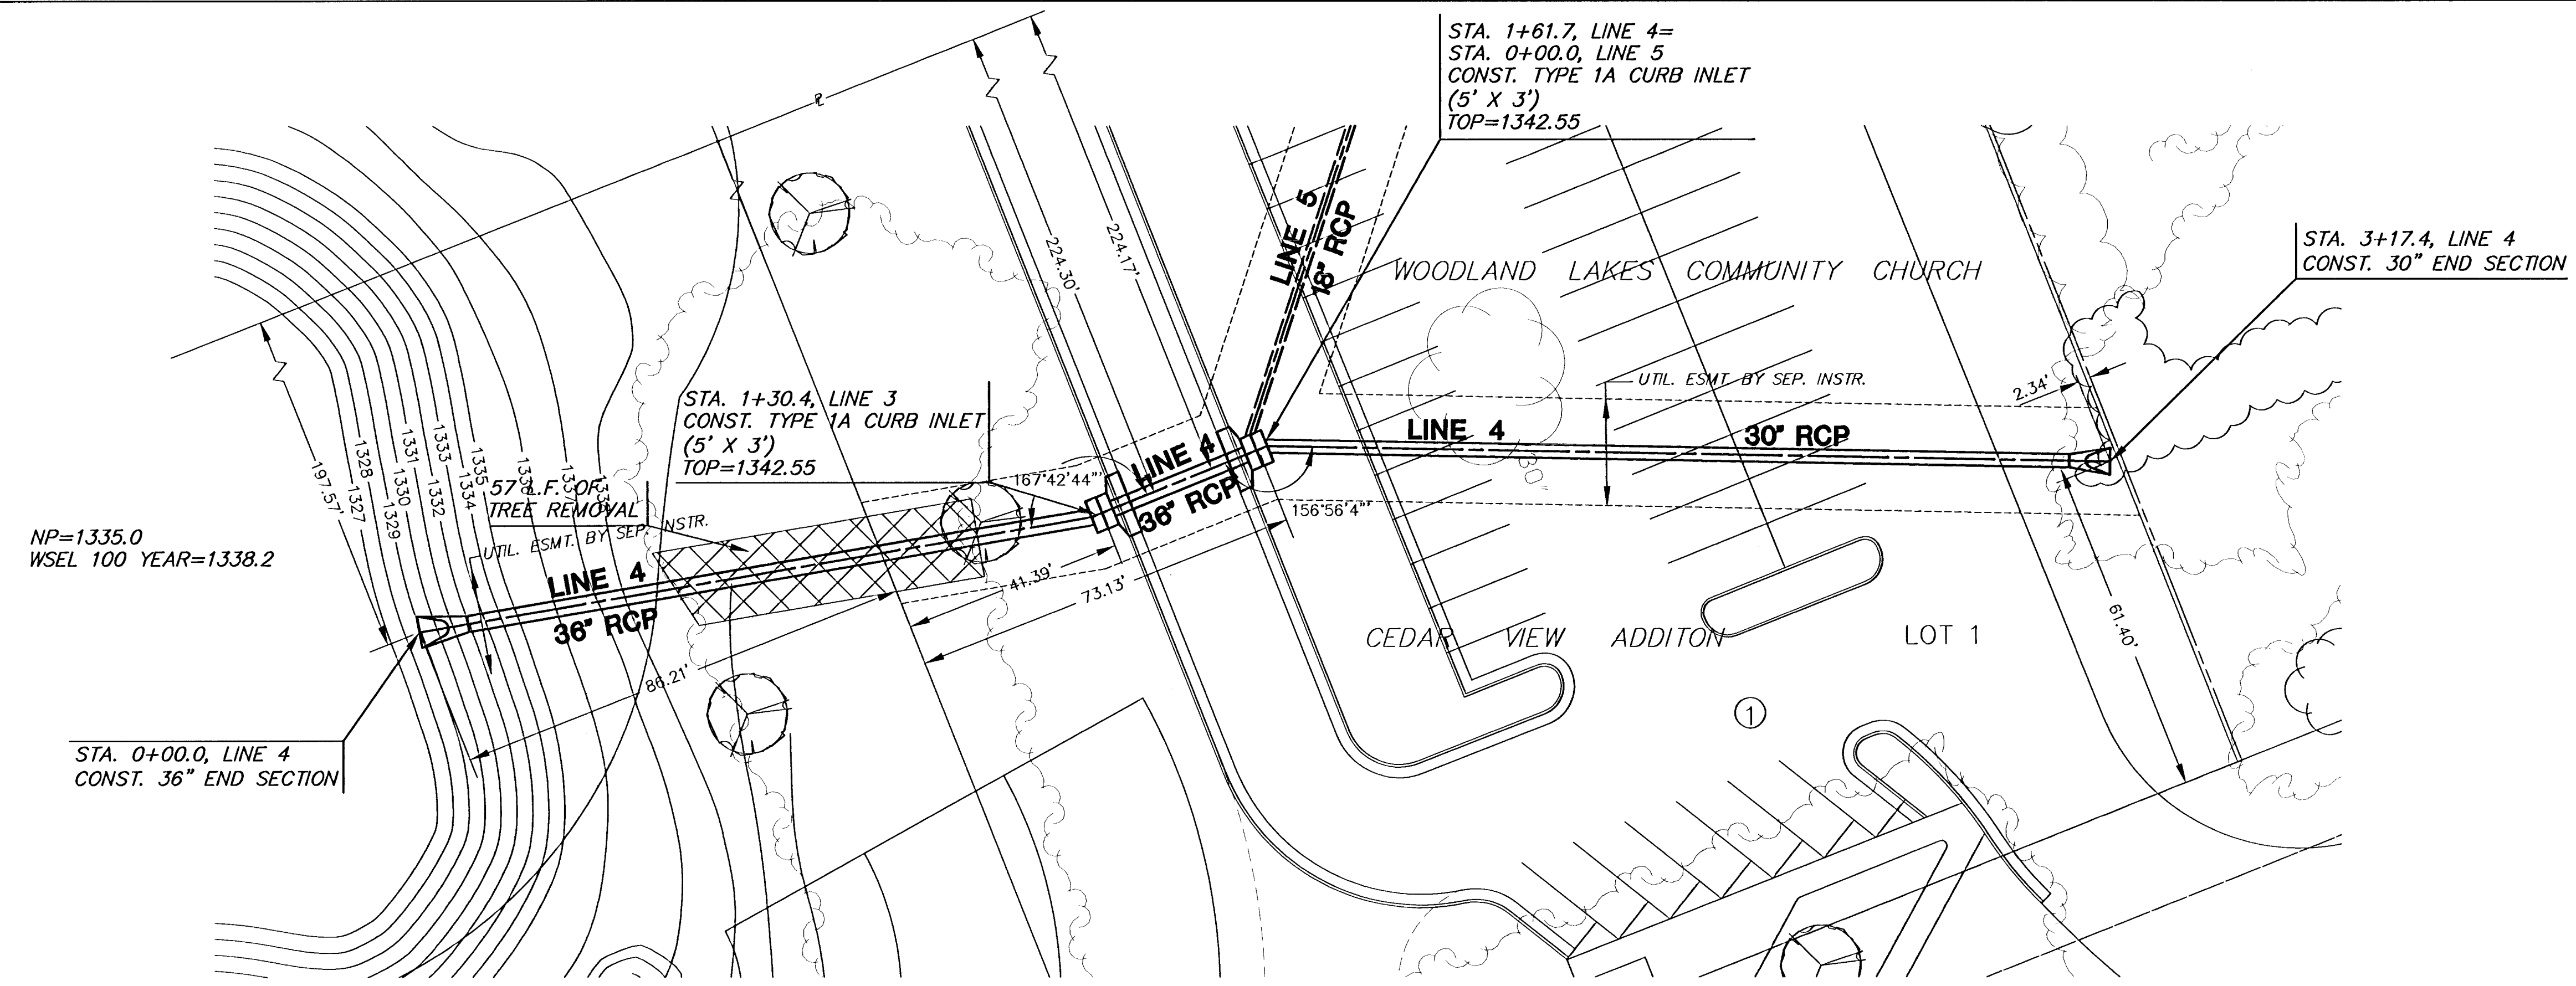 STA. 1+61.7, LINE 4=
STA. 0+00.0, LINE 5
CONST. TYPE 1A CURB INLET
(5' X 3')
TOP=1342.55
STA. 3+17.4, LINE 4
CONST. 30" END SECTION
WOODLAND LAKES COMMUNITY CHURCH
LINE 5
18" RCP
224.30'
224.17'
UTIL. ESMT. BY SEP. INSTR.
2.34'
STA. 1+30.4, LINE 3
CONST. TYPE 1A CURB INLET
(5' X 3')
TOP=1342.55
LINE 4
30" RCP
LINE 4
36" RCP
167°42'44"
156°56'4"
30"
197.57'
1327
1328
1329
1330
1331
1332
1333
1334
1335
57 L.F. OF
TREE REMOVAL
UTIL. ESMT. BY SEP. INSTR.
NP=1335.0
WSEL 100 YEAR=1338.2
LINE 4
36" RCP
41.39'
73.13'
86.21'
CEDAR VIEW ADDITON
LOT 1
61.40'
1
STA. 0+00.0, LINE 4
CONST. 36" END SECTION